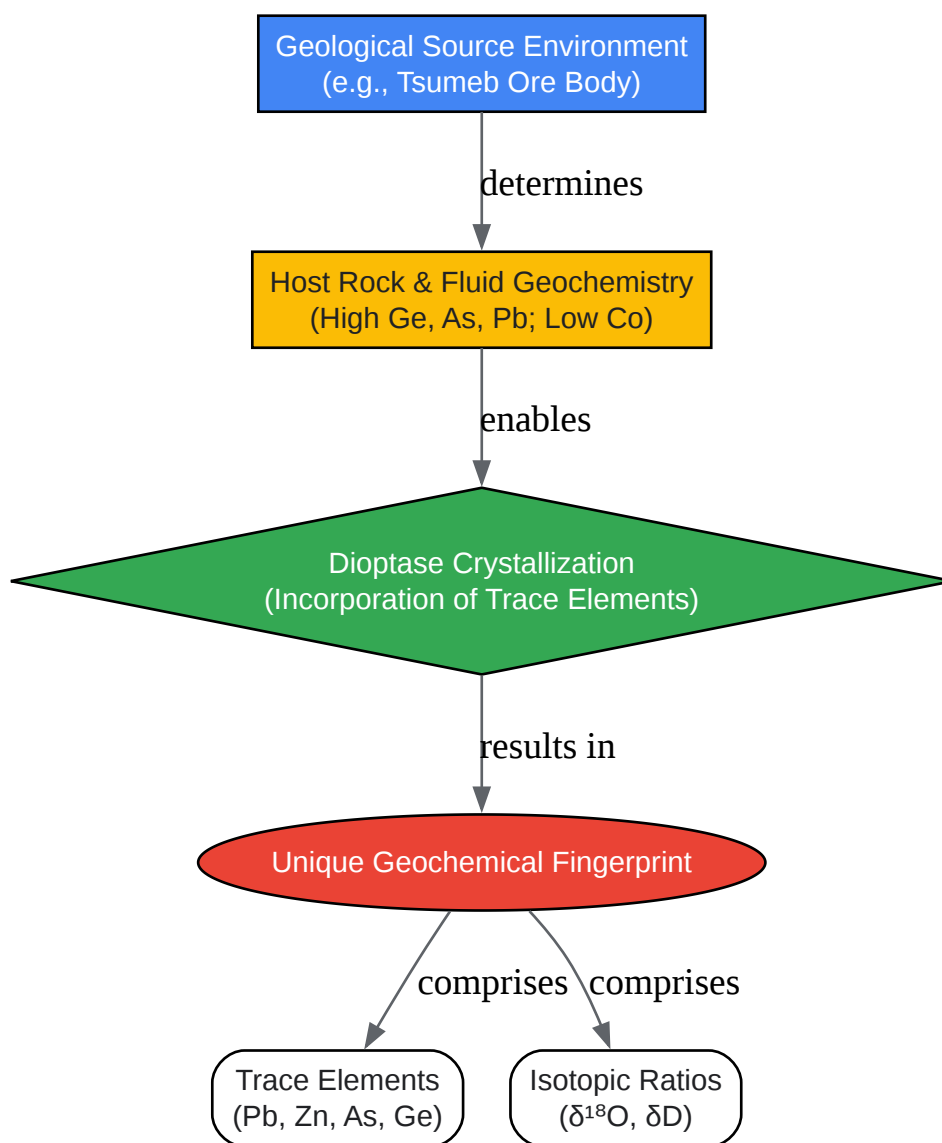 Geological Source Environment
(e.g., Tsumeb Ore Body)
determines
Host Rock & Fluid Geochemistry
(High Ge, As, Pb; Low Co)
enables
Dioptase Crystallization
(Incorporation of Trace Elements)
results in
Unique Geochemical Fingerprint
comprises
comprises
Trace Elements
(Pb, Zn, As, Ge)
Isotopic Ratios
(δ¹⁸O, δD)